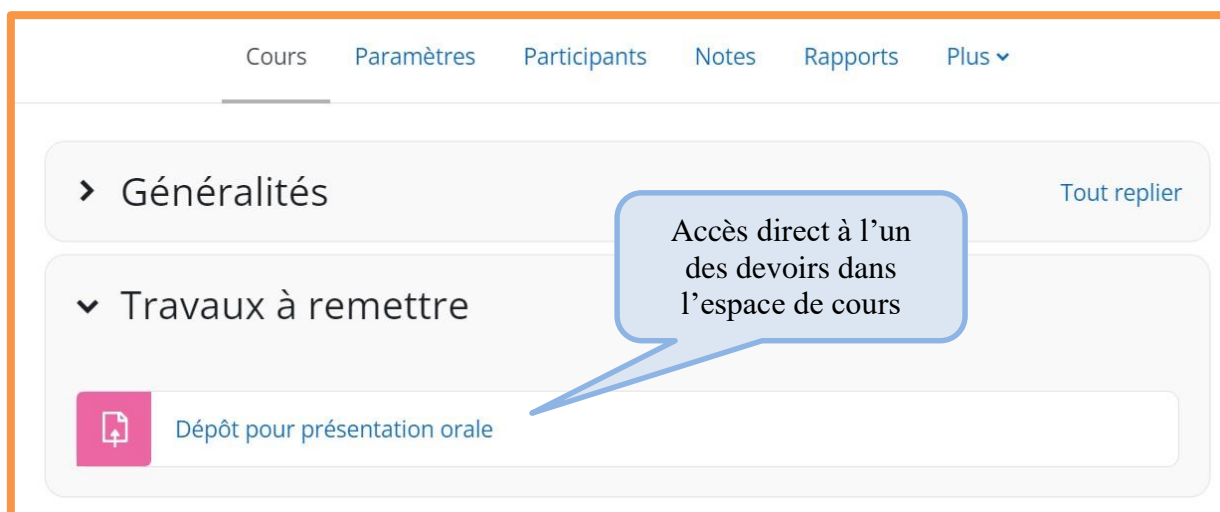 Cours Paramètres Participants Notes Rapports Plus
Généralités
Tout replier
Accès direct à l’un
des devoirs dans
l’espace de cours
Travaux à remettre
Dépôt pour présentation orale